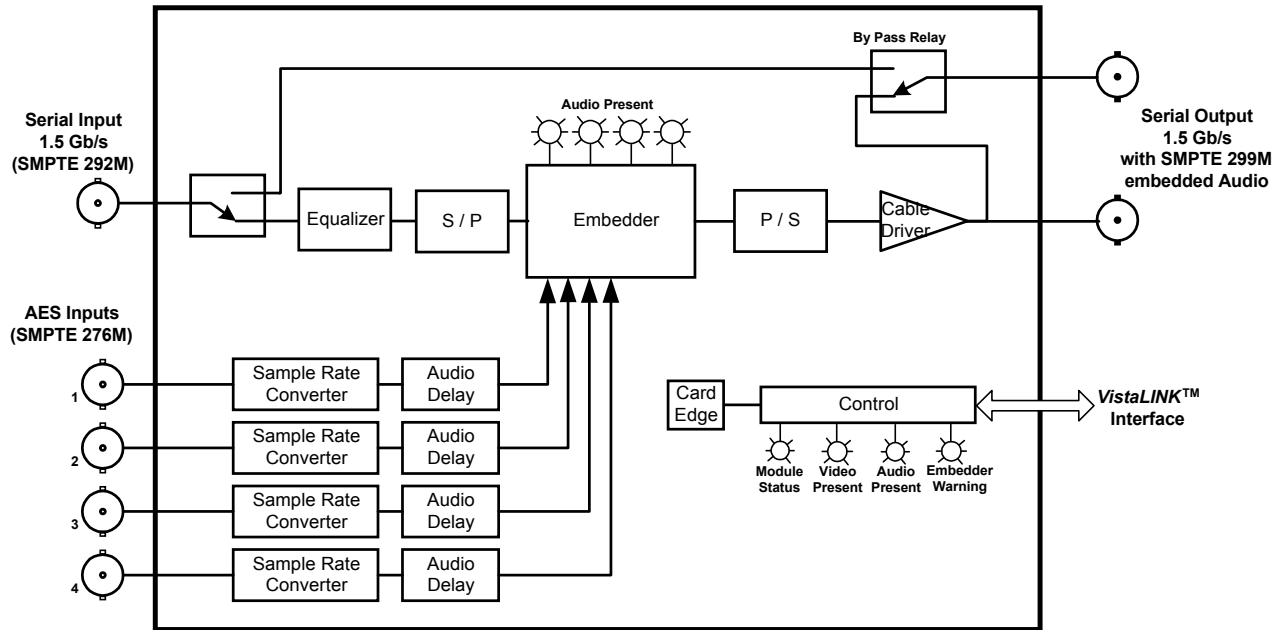 By Pass Relay
Audio Present
Serial Input
1.5 Gb/s
(SMPTE 292M)
Serial Output
1.5 Gb/s
with SMPTE 299M
embedded Audio
Equalizer
S / P
Embedder
P / S
Cable
Driver
AES Inputs
(SMPTE 276M)
1
Sample Rate
Converter
Audio
Delay
2
Sample Rate
Converter
Audio
Delay
3
Sample Rate
Converter
Audio
Delay
4
Sample Rate
Converter
Audio
Delay
Card
Edge
Control
VistaLINK™
Interface
Module
Status
Video
Present
Audio
Present
Embedder
Warning